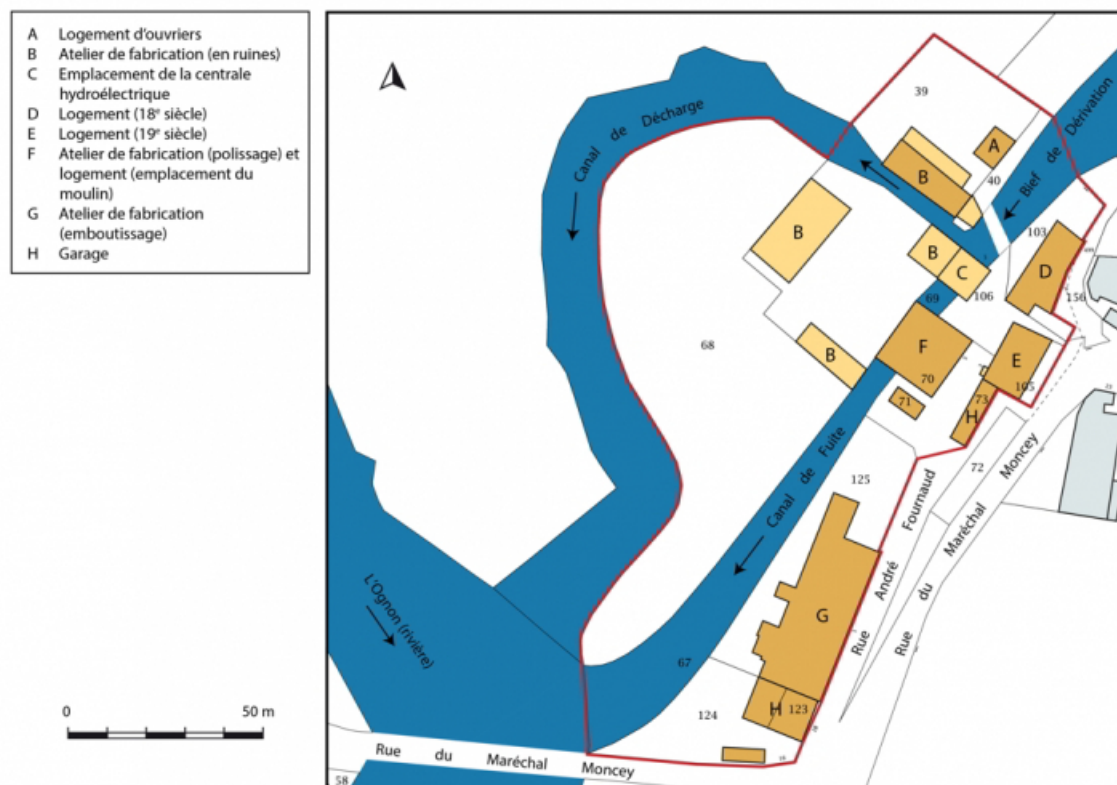 A Logement d'ouvriers
B Atelier de fabrication (en ruines)
C Emplacement de la centrale
hydroélectrique
D Logement (18e siècle)
E Logement (19e siècle)
F Atelier de fabrication (polissage) et
logement (emplacement du
moulin)
G Atelier de fabrication
(emboutissage)
H Garage
0 50 m
39
Canal de Décharge
Bief de Dérivation
A
B
40
B
103
B
C
D
69
106
156
68
B
F
E
70
105
71
73
H
72
125
Canal de Fuite
Rue André Fournaud
Rue du Maréchal Moncey
G
L'Ognon (rivière)
67
124
H
123
Rue du Maréchal Moncey
58